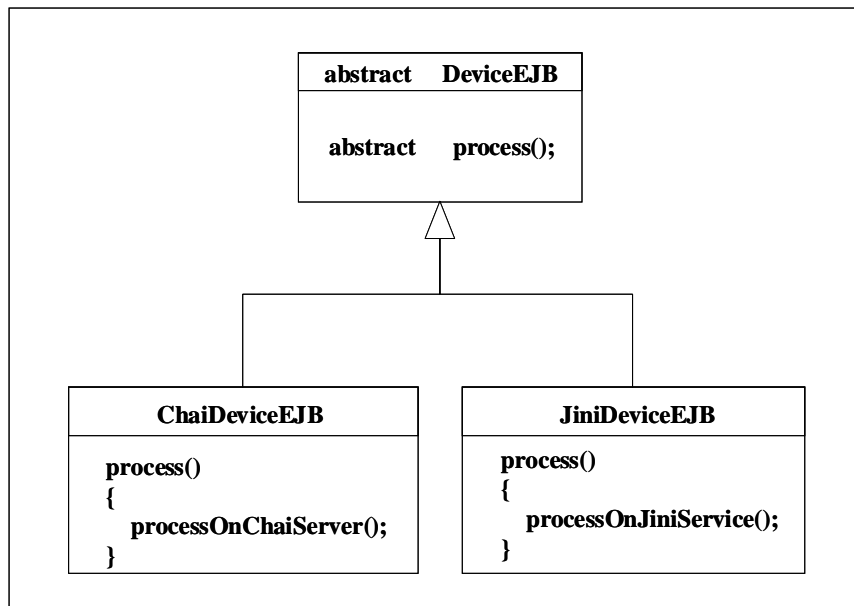 abstract DeviceEJB
abstract process();
ChaiDeviceEJB
process()
{
processOnChaiServer();
}
JiniDeviceEJB
process()
{
processOnJiniService();
}